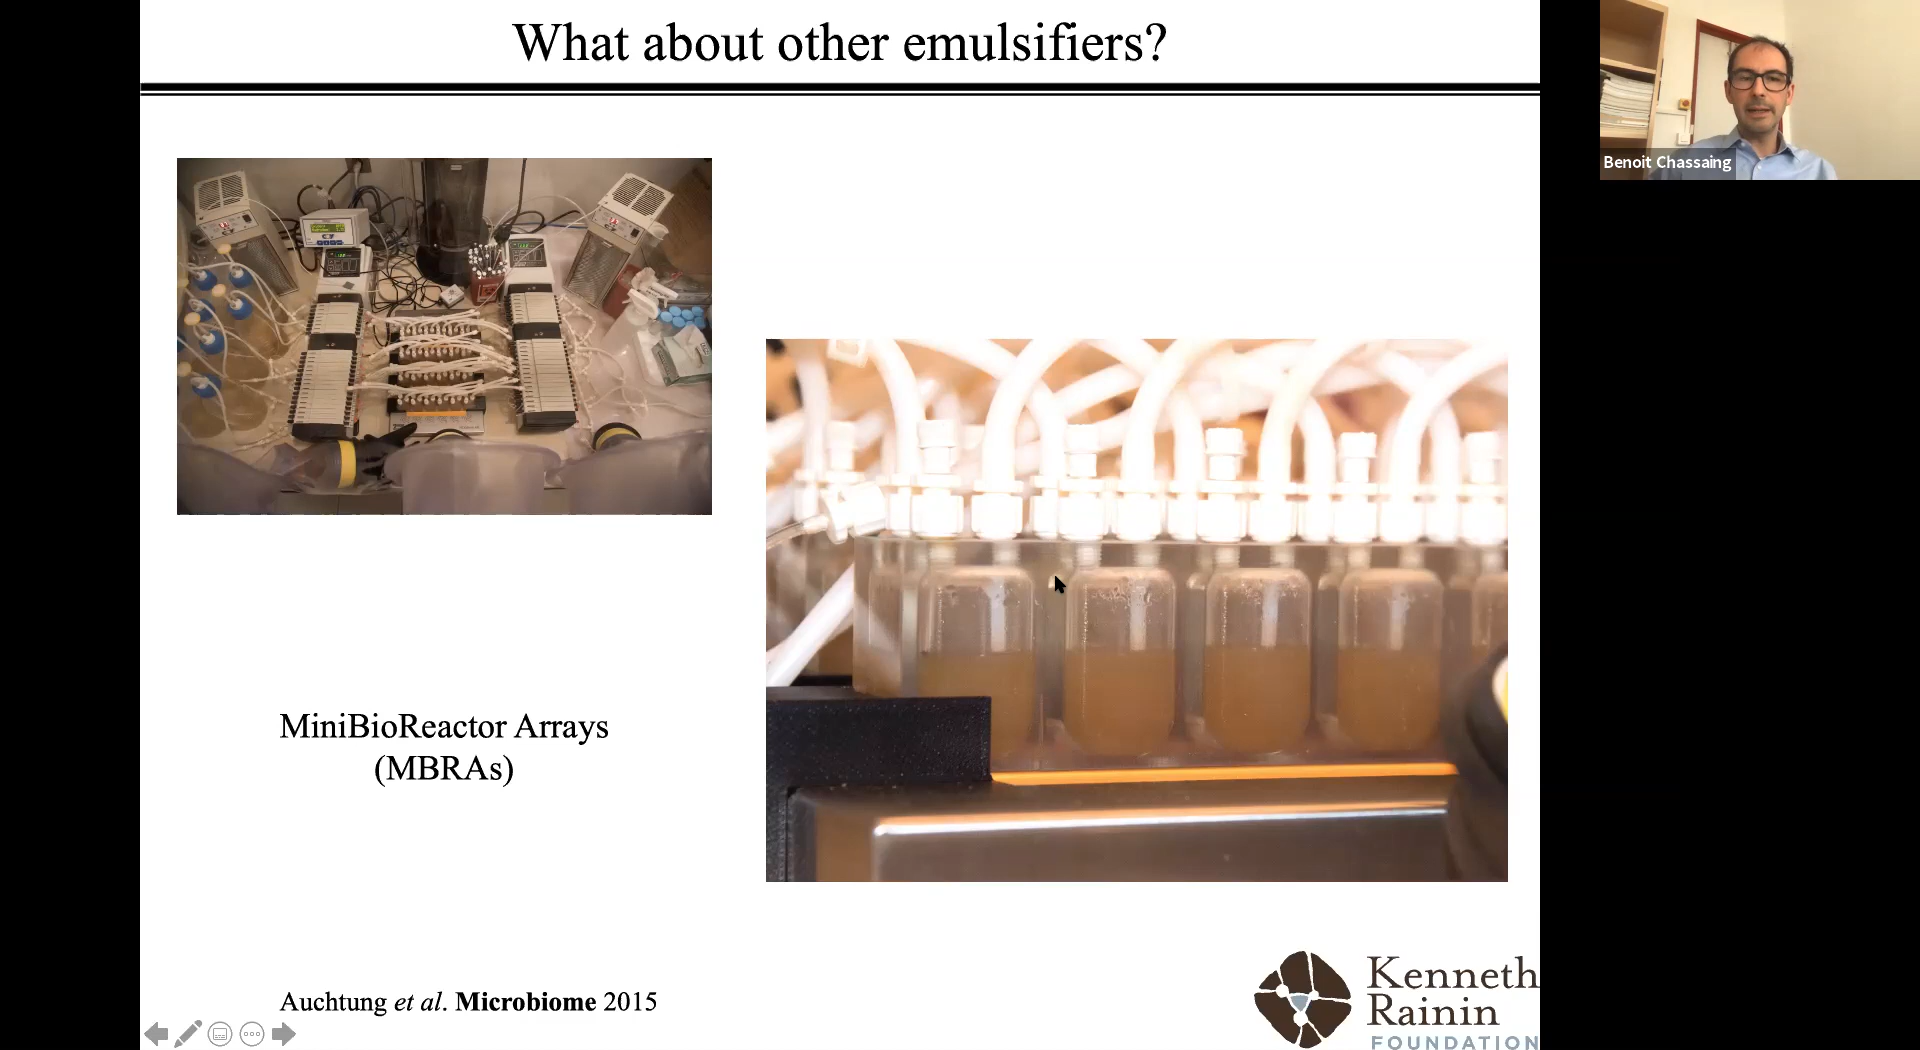 What about other emulsifiers?
Benoit Chassaing
MiniBioReactor Arrays
(MBRAs)
Auchtung et al. Microbiome 2015
Kenneth
Rainin
FOUNDATION